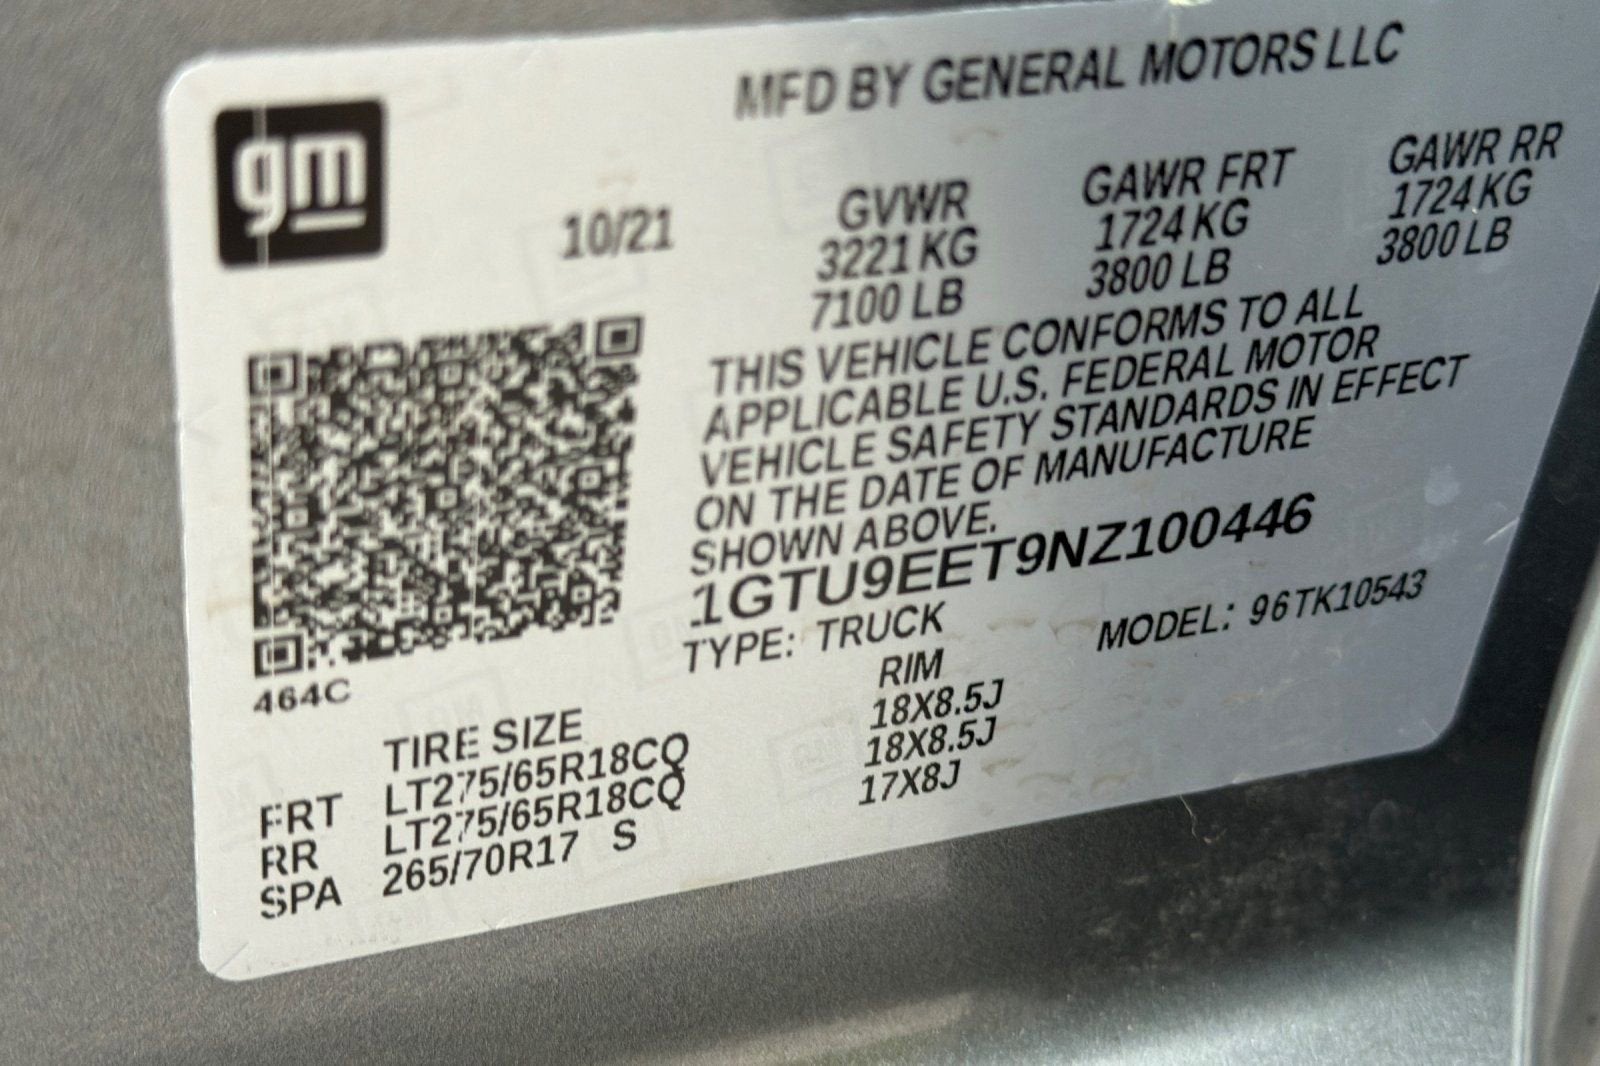 gm
MFD BY GENERAL MOTORS LLC
10/21
GVWR GAWR FRT GAWR RR
3221 KG 1724 KG 1724 KG
7100 LB 3800 LB 3800 LB
THIS VEHICLE CONFORMS TO ALL
APPLICABLE U.S. FEDERAL MOTOR
VEHICLE SAFETY STANDARDS IN EFFECT
ON THE DATE OF MANUFACTURE
SHOWN ABOVE.
1GTU9EET9NZ100446
TYPE: TRUCK MODEL: 96TK10543
464C
TIRE SIZE RIM
FRT LT275/65R18CQ 18X8.5J
RR LT275/65R18CQ 18X8.5J
SPA 265/70R17 S 17X8J